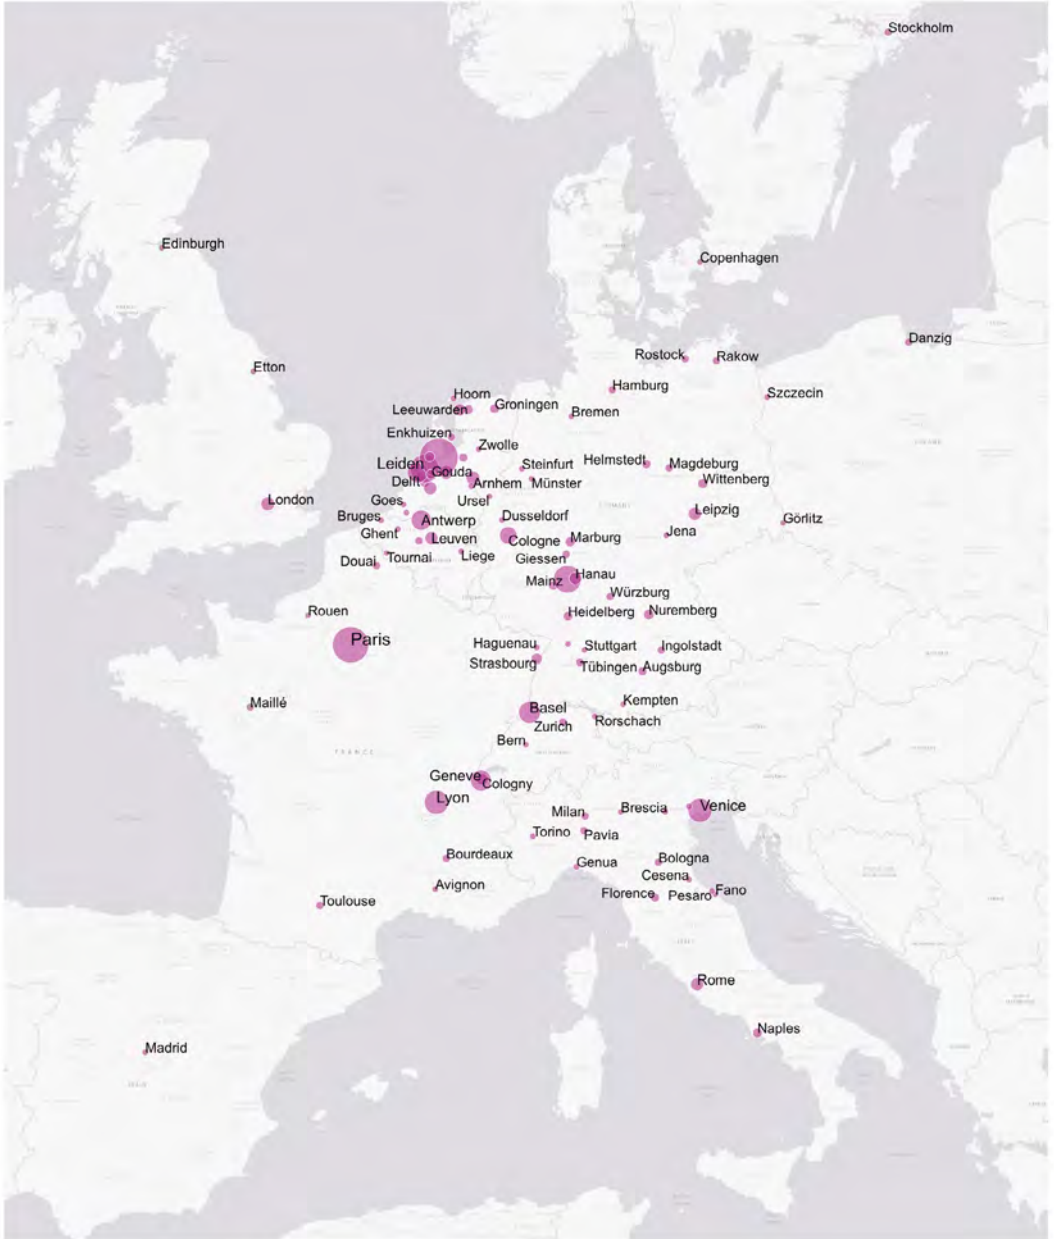 Stockholm
Edinburgh
Copenhagen
Danzig
Rostock
Rakow
Etton
Hamburg
Szczecin
Hoorn
Leeuwarden
Groningen
Bremen
Enkhuizen
Zwolle
Leiden
Gouda
Steinfurt
Helmstedt
Magdeburg
Delft
Arnhem
Münster
Wittenberg
London
Goes
Ursel
Leipzig
Bruges
Antwerp
Dusseldorf
Görlitz
Ghent
Leuven
Cologne
Marburg
Jena
Douai
Tournai
Liege
Giessen
Mainz
Hanau
Würzburg
Rouen
Heidelberg
Nuremberg
Paris
Haguenau
Stuttgart
Ingolstadt
Strasbourg
Tübingen
Augsburg
Maillé
Basel
Kempten
Zurich
Rorschach
Bern
FRANCE
Geneve
Cologny
Lyon
Milan
Brescia
Venice
Torino
Pavia
Bourdeaux
Genua
Bologna
Avignon
Cesena
Toulouse
Florence
Pesaro
Fano
Rome
Naples
Madrid